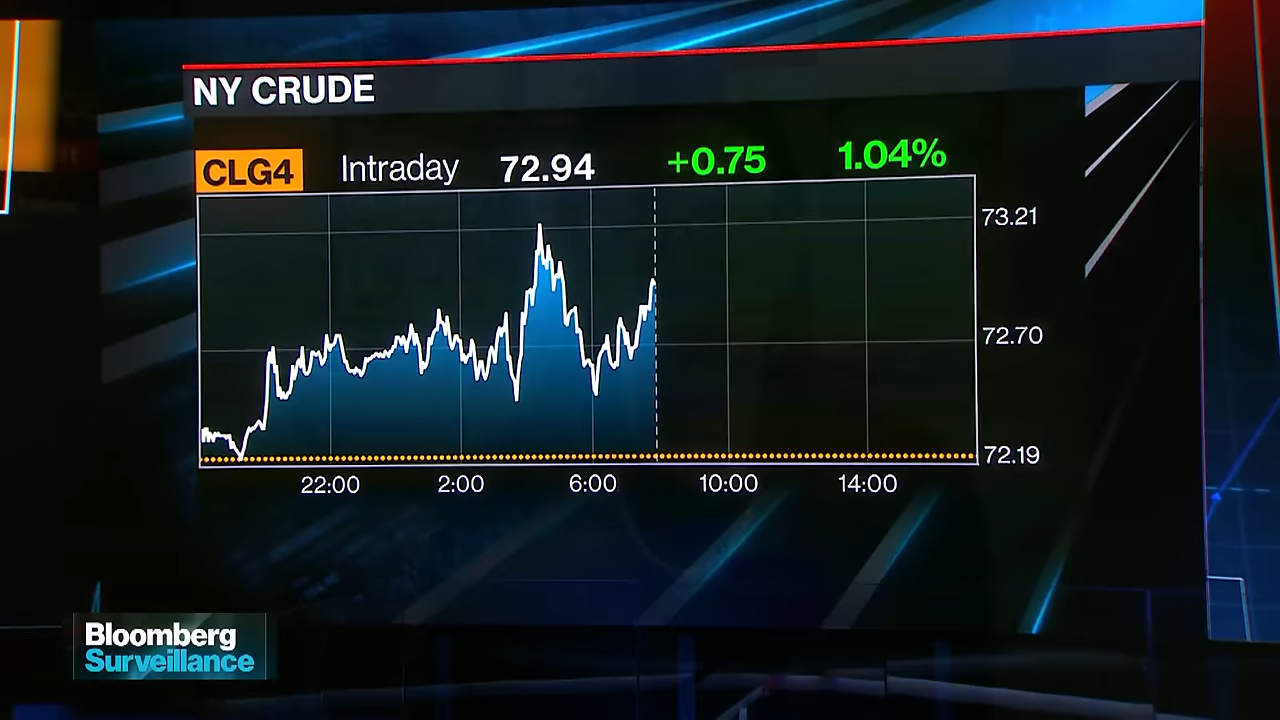 NY CRUDE
CLG4 Intraday 72.94 +0.75 1.04%
73.21
72.70
72.19
22:00 2:00 6:00 10:00 14:00
Bloomberg
Surveillance